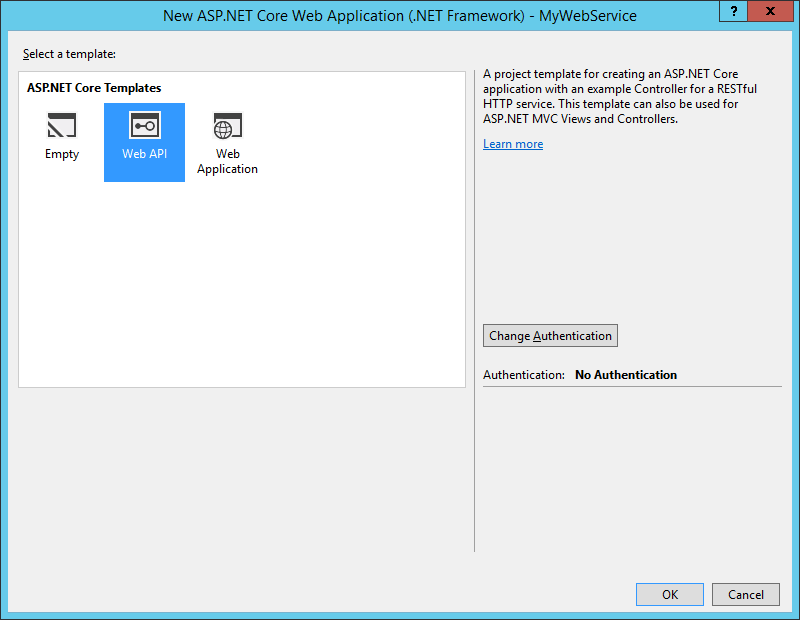 New ASP.NET Core Web Application (.NET Framework) - MyWebService
? x
Select a template:
ASP.NET Core Templates
Empty
Web API
Web
Application
A project template for creating an ASP.NET Core
application with an example Controller for a RESTful
HTTP service. This template can also be used for
ASP.NET MVC Views and Controllers.
Learn more
Change Authentication
Authentication: No Authentication
OK Cancel